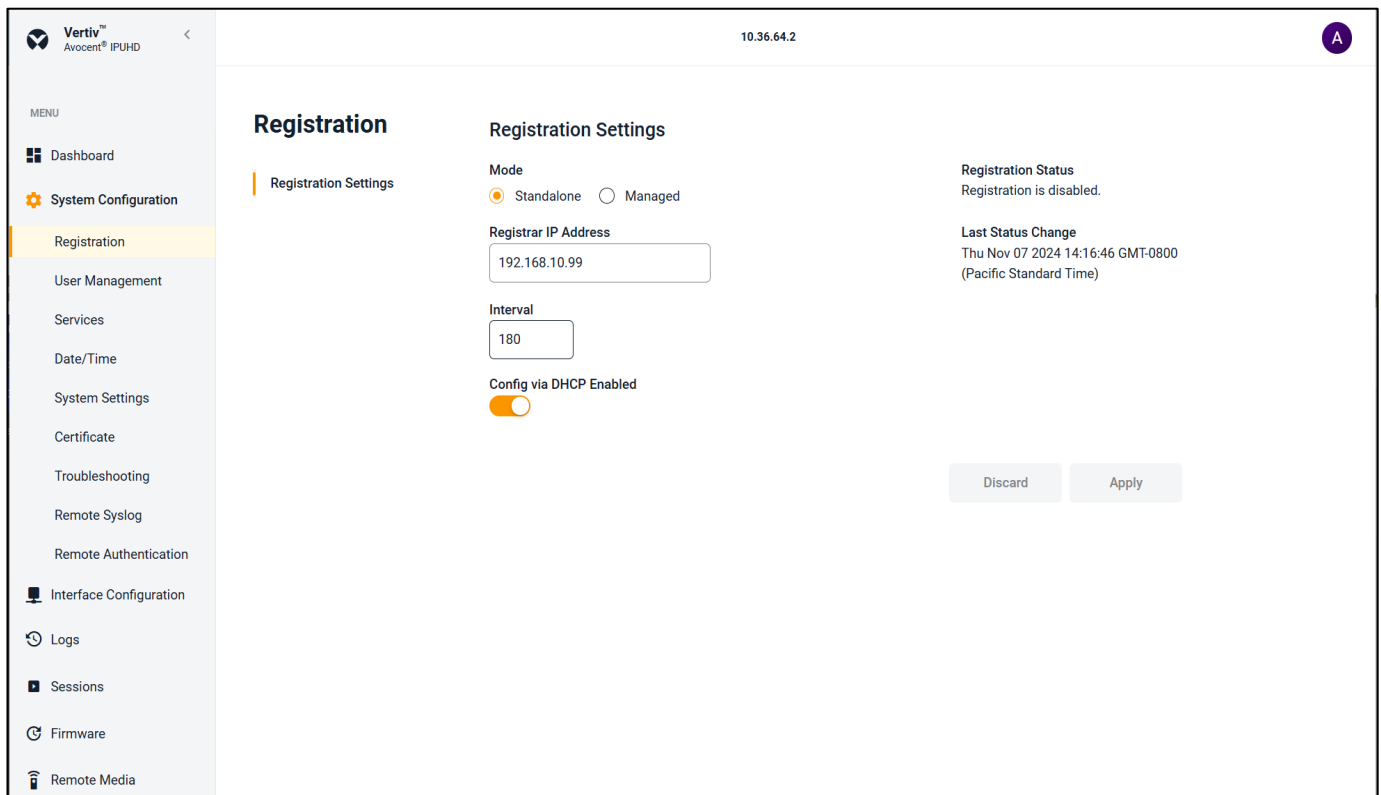 Vertiv™
Avocent® IPUHD
10.36.64.2
A
MENU
Dashboard
System Configuration
Registration
User Management
Services
Date/Time
System Settings
Certificate
Troubleshooting
Remote Syslog
Remote Authentication
Interface Configuration
Logs
Sessions
Firmware
Remote Media
Registration
Registration Settings
Registration Settings
Mode
Standalone Managed
Registrar IP Address
192.168.10.99
Interval
180
Config via DHCP Enabled
Registration Status
Registration is disabled.
Last Status Change
Thu Nov 07 2024 14:16:46 GMT-0800
(Pacific Standard Time)
Discard Apply